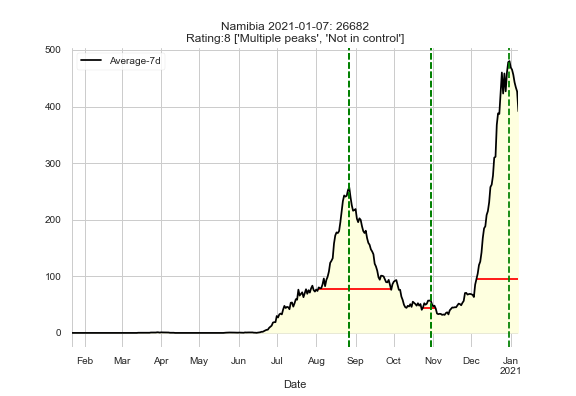 Namibia 2021-01-07: 26682
Rating:8 ['Multiple peaks', 'Not in control']
Average-7d
500
400
300
200
100
0
Feb Mar Apr May Jun Jul Aug Sep Oct Nov Dec Jan
2021
Date